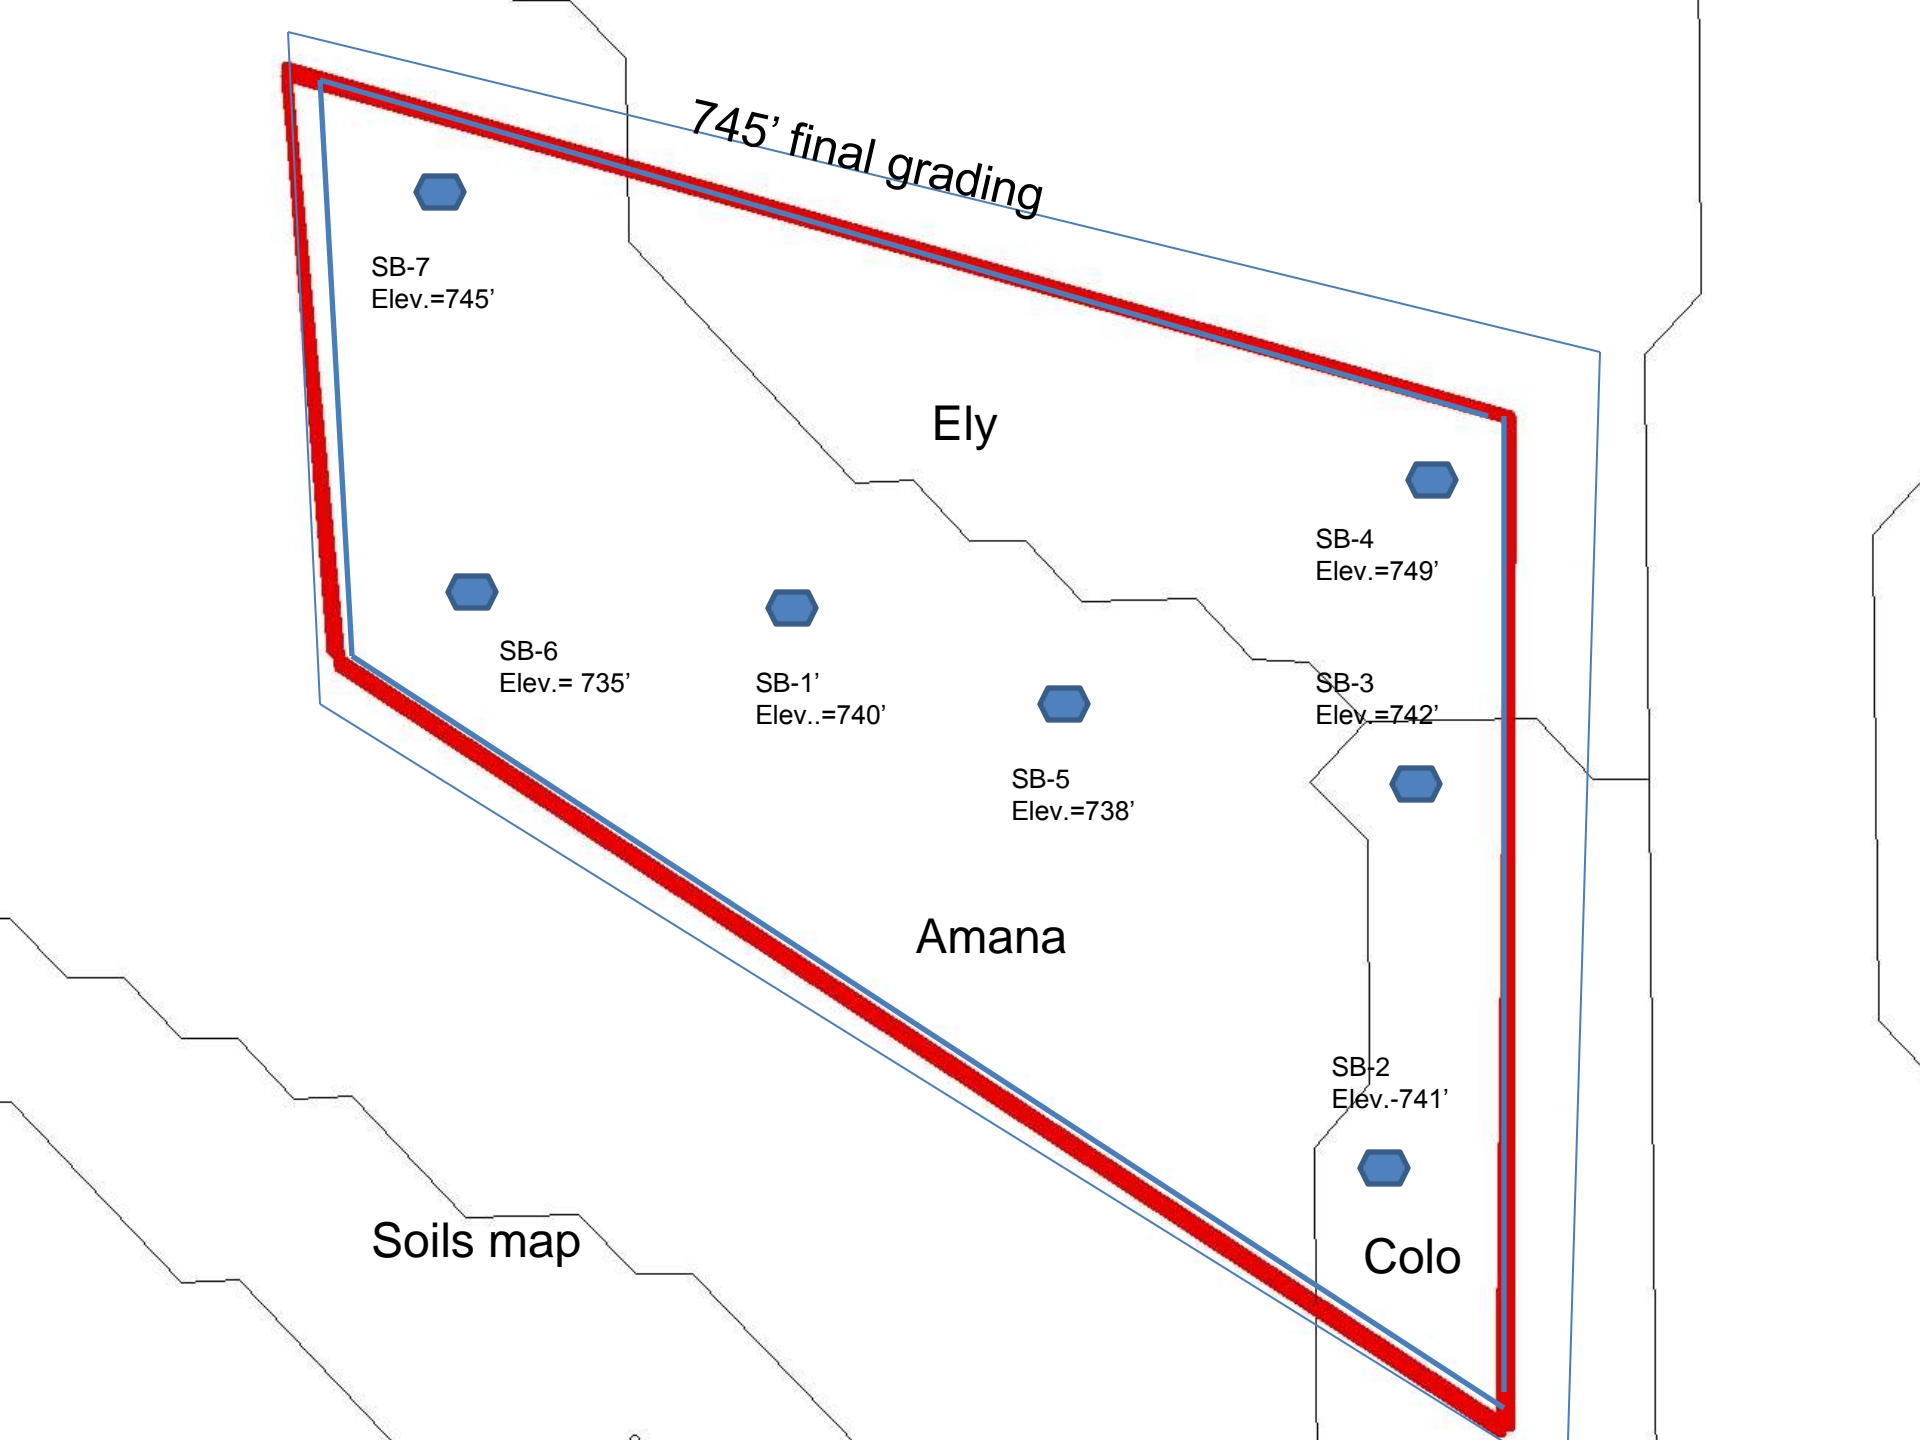 745’ final grading
SB-7
Elev.=745’
Ely
SB-4
Elev.=749’
SB-6
Elev.= 735’
SB-1’
Elev..=740’
SB-3
Elev.=742’
SB-5
Elev.=738’
Amana
SB-2
Elev.-741’
Soils map
Colo